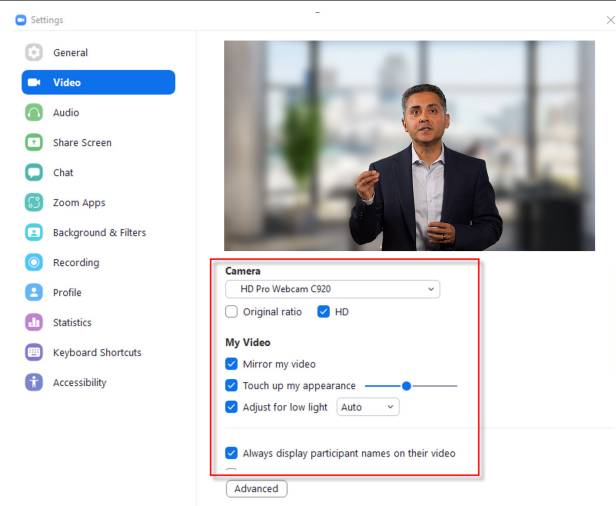 Settings
General
Video
Audio
Share Screen
Chat
Zoom Apps
Background & Filters
Recording
Profile
Statistics
Keyboard Shortcuts
Accessibility
Camera
HD Pro Webcam C920
Original ratio HD
My Video
Mirror my video
Touch up my appearance
Adjust for low light Auto
Always display participant names on their video
Advanced